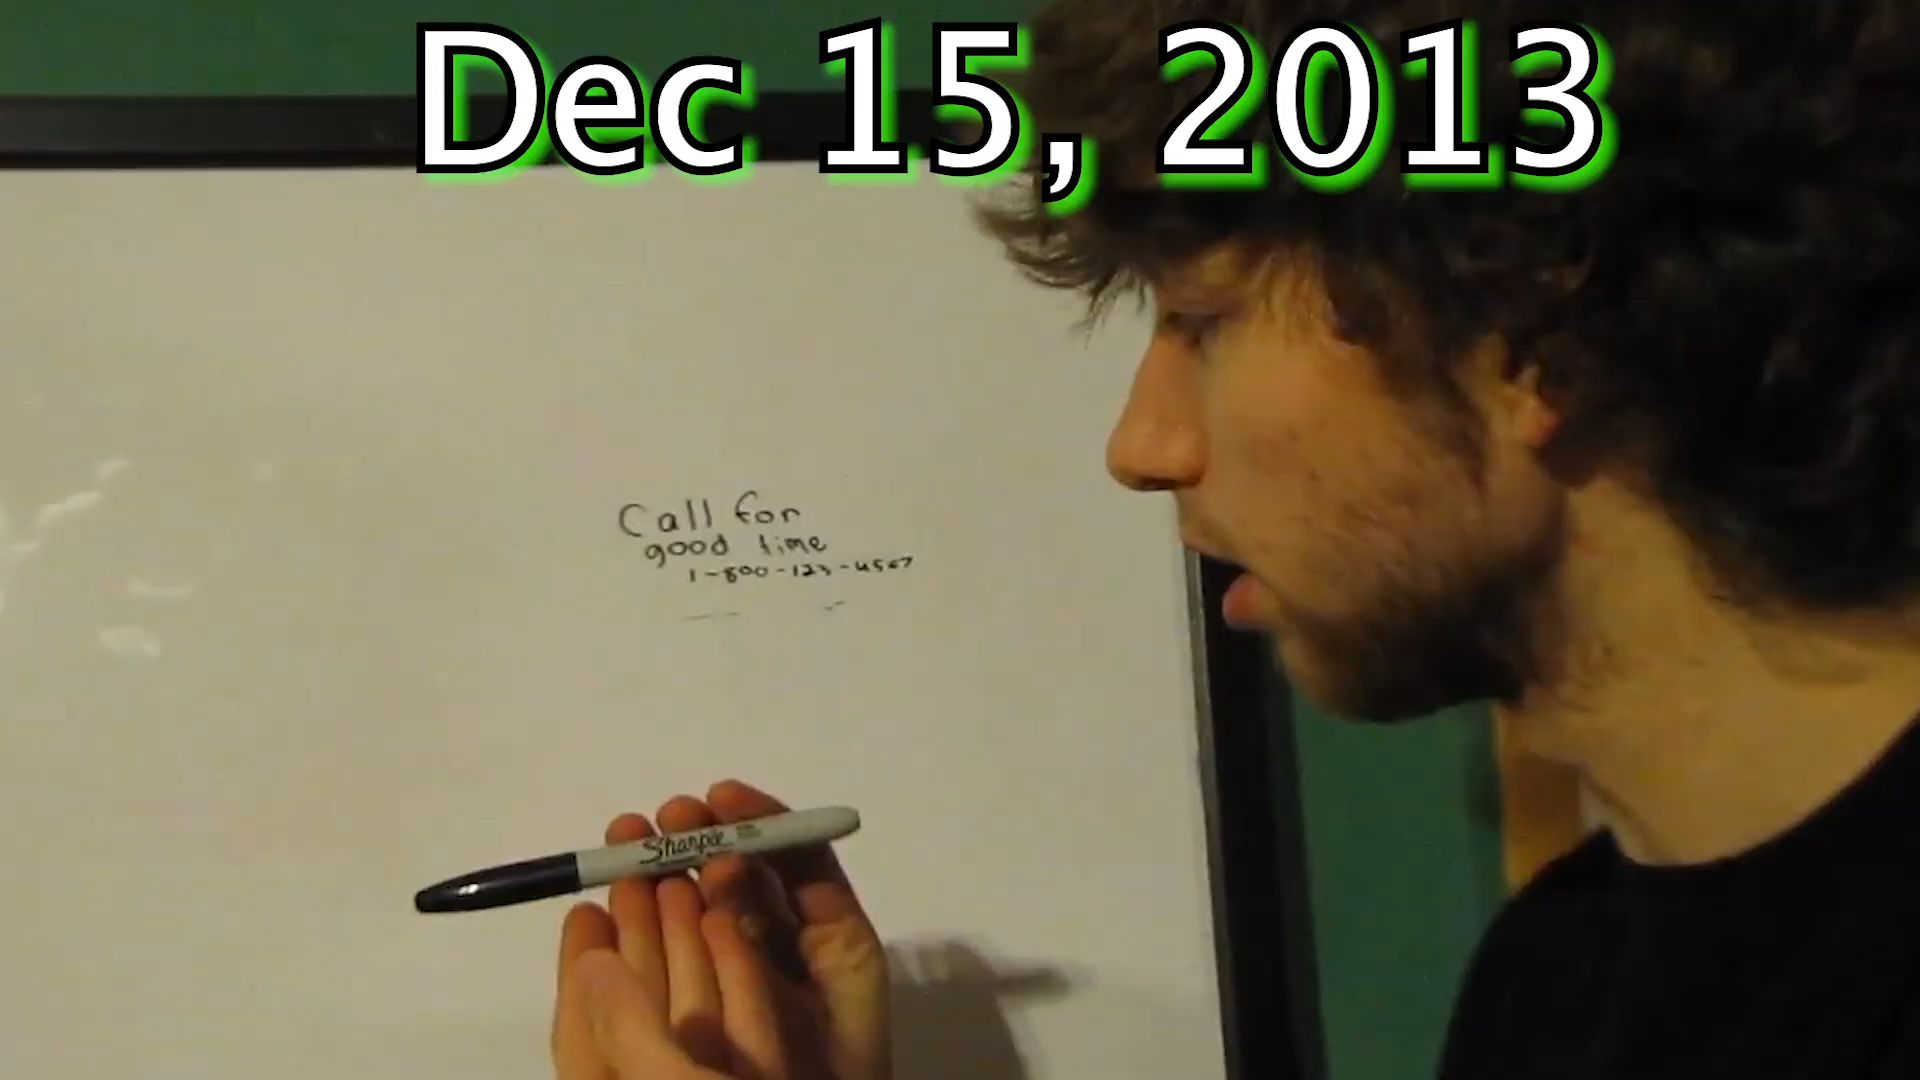 Dec 15, 2013
Call for
good time
1-800-123-4567
Sharpie